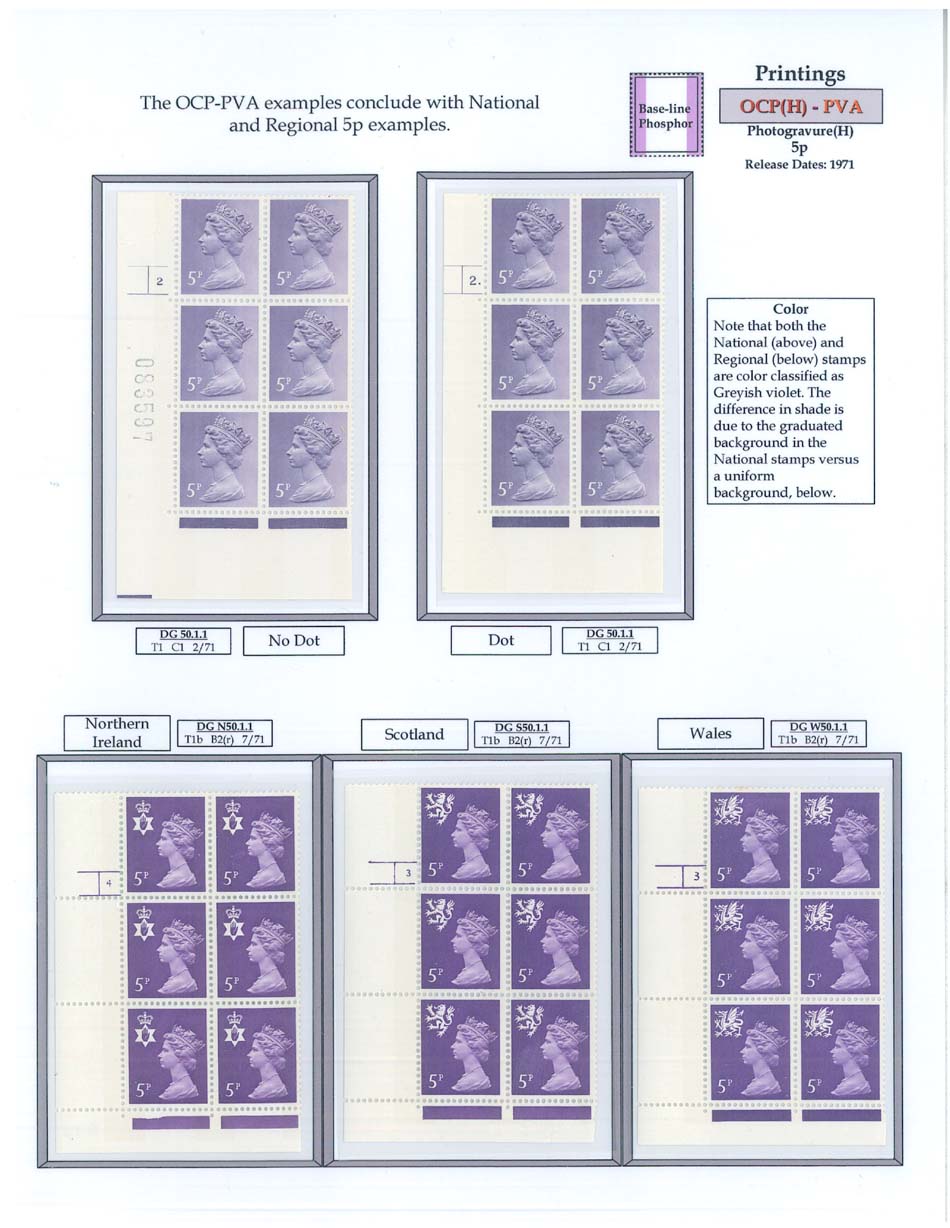 The OCP-PVA examples conclude with National
and Regional 5p examples.
Base-line
Phosphor
Printings
OCP(H) - PVA
Photogravure(H)
5p
Release Dates: 1971
5P 5P
2
5P 5P
5P 5P
5P 5P
2.
5P 5P
5P 5P
Color
Note that both the
National (above) and
Regional (below) stamps
are color classified as
Greyish violet. The
difference in shade is
due to the graduated
background in the
National stamps versus
a uniform
background, below.
DG 50.1.1
T1 C1 2/71
No Dot
Dot
DG 50.1.1
T1 C1 2/71
Northern
Ireland
DG N50.1.1
T1b B2(r) 7/71
Scotland
DG S50.1.1
T1b B2(r) 7/71
Wales
DG W50.1.1
T1b B2(r) 7/71
5P 5P
4
5P 5P
5P 5P
5P 5P
3
5P 5P
5P 5P
5P 5P
3
5P 5P
5P 5P